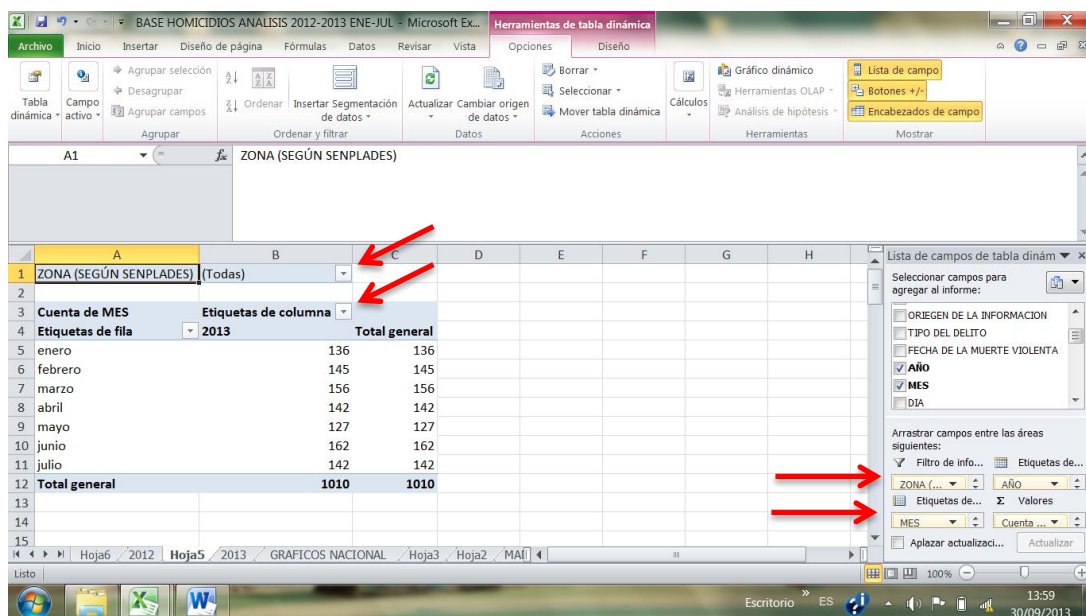 BASE HOMICIDIOS ANALISIS 2012-2013 ENE-JUL - Microsoft Ex...
Herramientas de tabla dinámica
Archivo Inicio Insertar Diseño de página Fórmulas Datos Revisar Vista Opciones Diseño
Tabla dinámica
Campo activo
Agrupar selección
Desagrupar
Agrupar campos
Agrupar
Ordenar
Insertar Segmentación de datos
Ordenar y filtrar
Actualizar
Cambiar origen de datos
Datos
Borrar
Seleccionar
Mover tabla dinámica
Acciones
Cálculos
Gráfico dinámico
Herramientas OLAP
Análisis de hipótesis
Herramientas
Lista de campo
Botones +/-
Encabezados de campo
Mostrar
A1 fx ZONA (SEGÚN SENPLADES)
A B C D E F G H
1 ZONA (SEGÚN SENPLADES) (Todas)
2
3 Cuenta de MES Etiquetas de columna
4 Etiquetas de fila 2013 Total general
5 enero 136 136
6 febrero 145 145
7 marzo 156 156
8 abril 142 142
9 mayo 127 127
10 junio 162 162
11 julio 142 142
12 Total general 1010 1010
13
14
15
Lista de campos de tabla dinám
Seleccionar campos para
agregar al informe:
ORIEGEN DE LA INFORMACION
TIPO DEL DELITO
FECHA DE LA MUERTE VIOLENTA
AÑO
MES
DIA
Arrastrar campos entre las áreas
siguientes:
Filtro de info... Etiquetas de...
ZONA (... AÑO
Etiquetas de... Σ Valores
MES Cuenta ...
Aplazar actualizaci... Actualizar
Hoja6 2012 Hoja5 2013 GRAFICOS NACIONAL Hoja3 Hoja2
Listo 100%
Escritorio » ES 13:59
30/09/2013